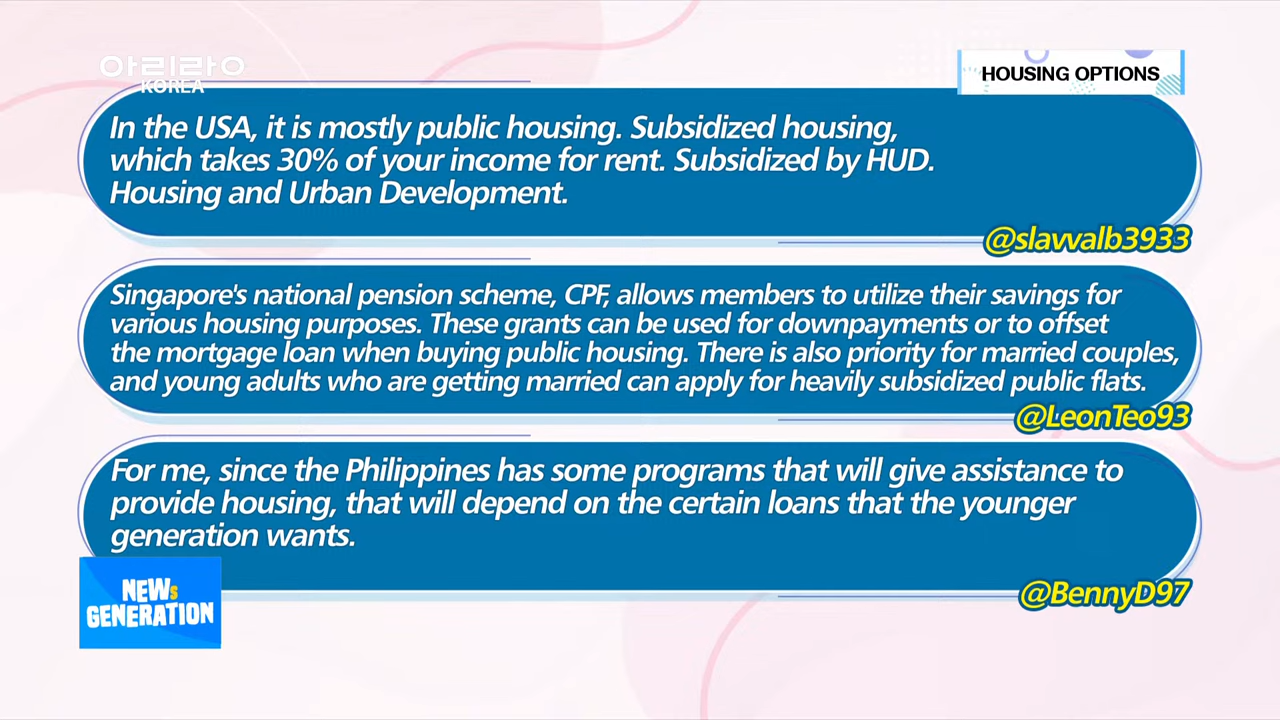 아리랑
KOREA
HOUSING OPTIONS
In the USA, it is mostly public housing. Subsidized housing,
which takes 30% of your income for rent. Subsidized by HUD.
Housing and Urban Development.
@slavvalb3933
Singapore's national pension scheme, CPF, allows members to utilize their savings for
various housing purposes. These grants can be used for downpayments or to offset
the mortgage loan when buying public housing. There is also priority for married couples,
and young adults who are getting married can apply for heavily subsidized public flats.
@LeonTeo93
For me, since the Philippines has some programs that will give assistance to
provide housing, that will depend on the certain loans that the younger
generation wants.
@BennyD97
NEWs
GENERATION